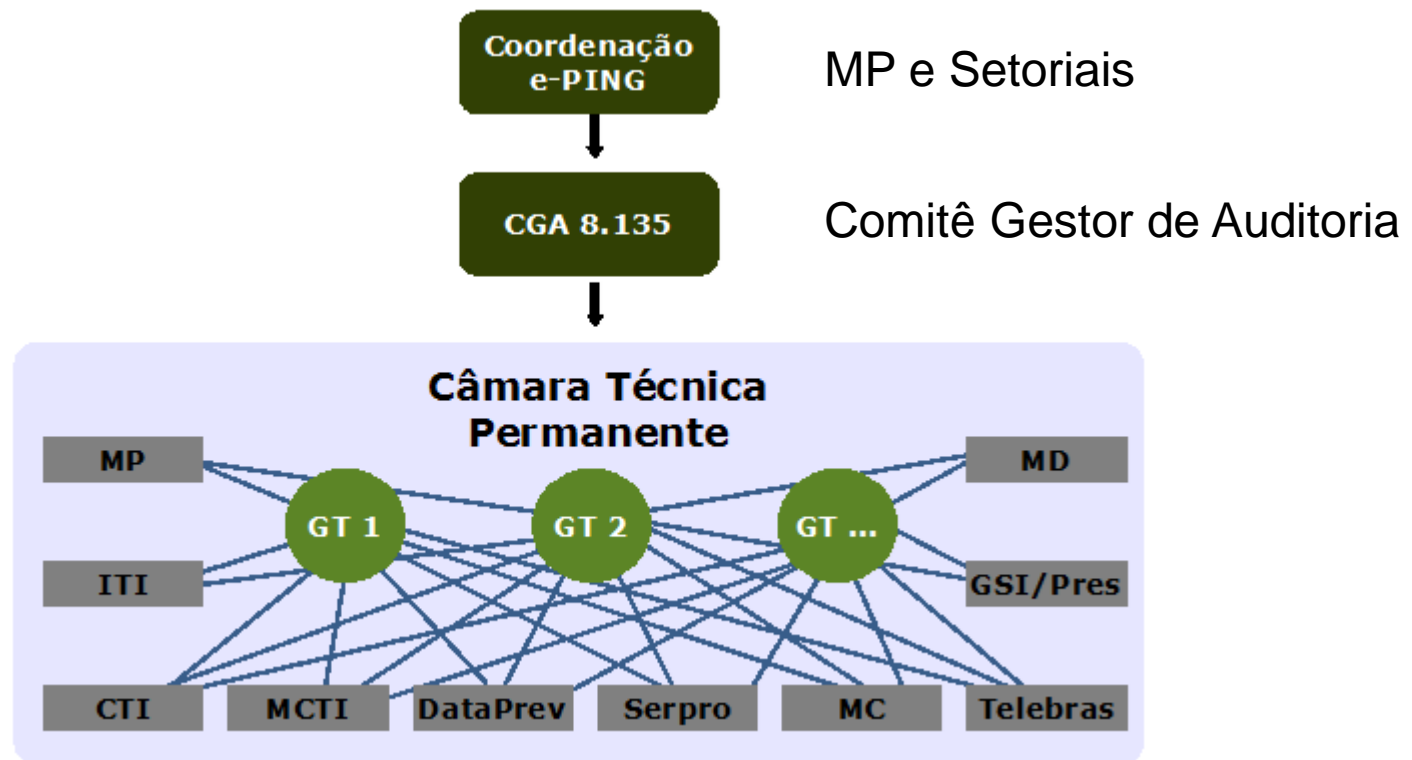 Coordenação
e-PING
MP e Setoriais
CGA 8.135
Comitê Gestor de Auditoria
Câmara Técnica
Permanente
MP
MD
GT 1
GT 2
GT ...
ITI
GSI/Pres
CTI
MCTI
DataPrev
Serpro
MC
Telebras